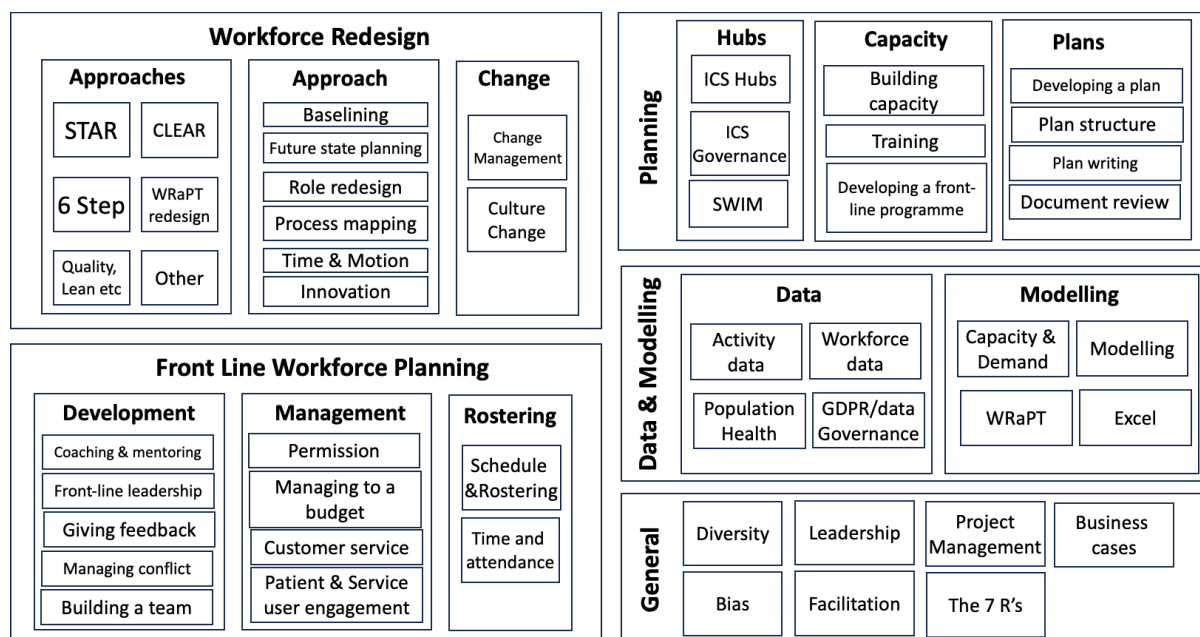 Workforce Redesign
Approaches
STAR
CLEAR
6 Step
WRaPT
redesign
Quality,
Lean etc
Other
Approach
Baselining
Future state planning
Role redesign
Process mapping
Time & Motion
Innovation
Change
Change
Management
Culture
Change
Front Line Workforce Planning
Development
Coaching & mentoring
Front-line leadership
Giving feedback
Managing conflict
Building a team
Management
Permission
Managing to a
budget
Customer service
Patient & Service
user engagement
Rostering
Schedule
&Rostering
Time and
attendance
Planning
Hubs
ICS Hubs
ICS
Governance
SWIM
Capacity
Building
capacity
Training
Developing a front-
line programme
Plans
Developing a plan
Plan structure
Plan writing
Document review
Data & Modelling
Data
Activity
data
Workforce
data
Population
Health
GDPR/data
Governance
Modelling
Capacity &
Demand
Modelling
WRaPT
Excel
General
Diversity
Leadership
Project
Management
Business
cases
Bias
Facilitation
The 7 R's